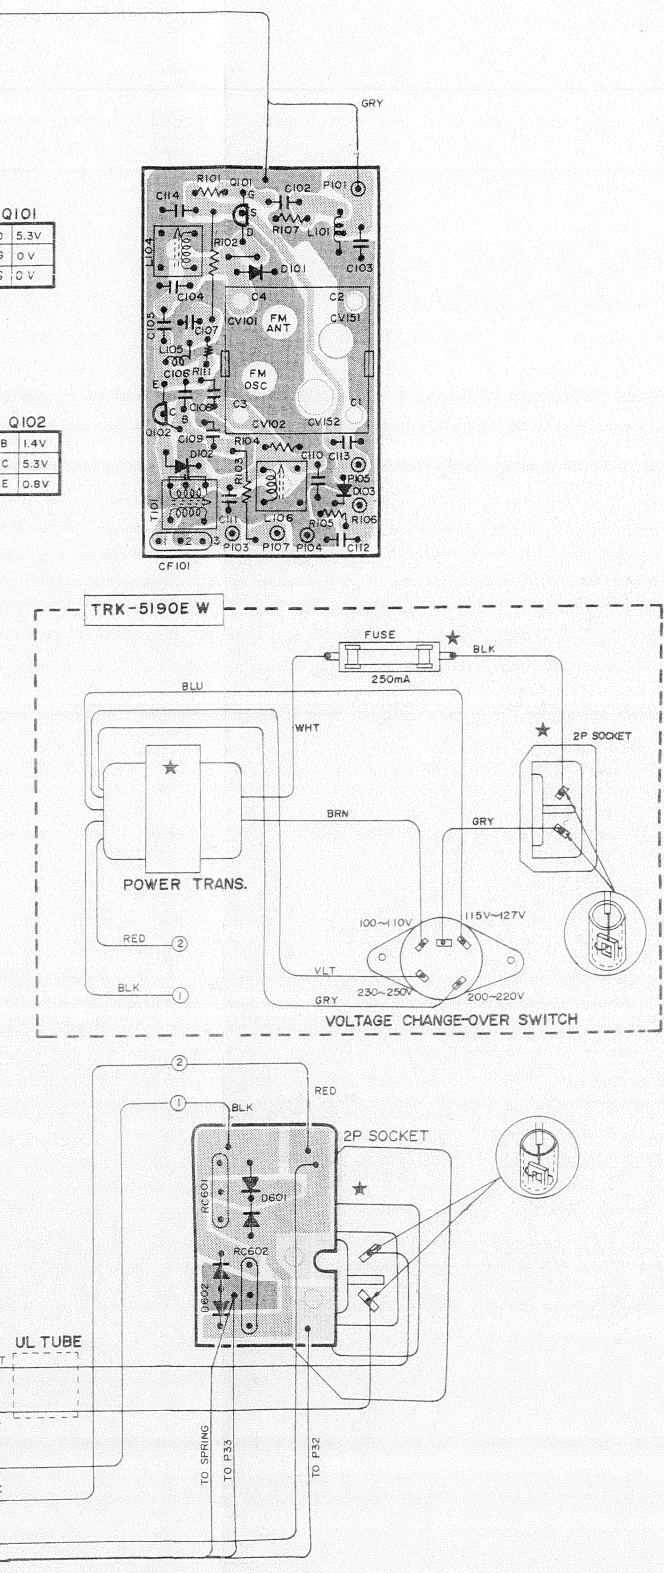 GRY
Q101
5.3V
G 0V
0V
R101 Q101 P101
G
C114 C102
S
R107 L101
D
L104 R102
D101 C103
C104 C4 C2
CV101 FM ANT CV151
C105 C107
L105
C106 R111 FM OSC
E
C108
C C3 C1
B
Q102 C109 CV102 CV152
R104 C113
D102 C110
R103 P105
D103
T101
C111 L106 R105 R106
1 2 3 P103 P107 P104 C112
CF101
Q102
B 1.4V
C 5.3V
E 0.8V
TRK-5190E W
FUSE
250mA
BLK
BLU
WHT
2P SOCKET
BRN
GRY
POWER TRANS.
100~110V 115V~127V
RED 2
VLT
BLK 1
GRY
230~250V 200~220V
VOLTAGE CHANGE-OVER SWITCH
2
RED
1
BLK
2P SOCKET
RC601
D601
RC602
D602
UL TUBE
T
TO SPRING
TO P33
TO P32